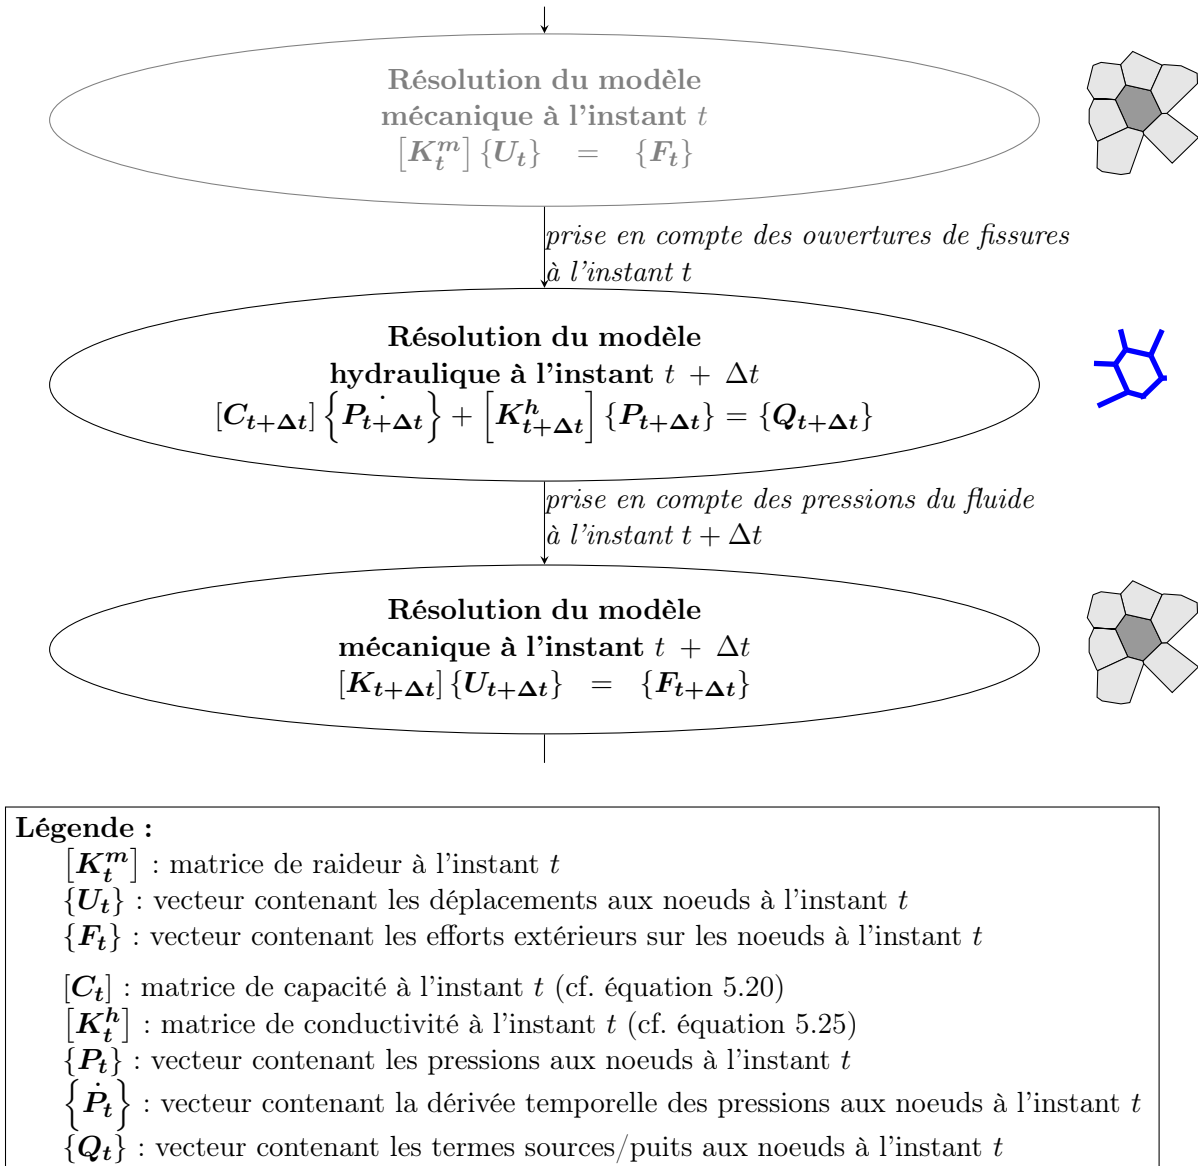 Résolution du modèle
mécanique à l'instant t
[K_t^m] {U_t} = {F_t}
prise en compte des ouvertures de fissures
à l'instant t
Résolution du modèle
hydraulique à l'instant t + Δt
[C_{t+Δt}] {Ṗ_{t+Δt}} + [K_{t+Δt}^h] {P_{t+Δt}} = {Q_{t+Δt}}
prise en compte des pressions du fluide
à l'instant t + Δt
Résolution du modèle
mécanique à l'instant t + Δt
[K_{t+Δt}] {U_{t+Δt}} = {F_{t+Δt}}
Légende :
[K_t^m] : matrice de raideur à l'instant t
{U_t} : vecteur contenant les déplacements aux noeuds à l'instant t
{F_t} : vecteur contenant les efforts extérieurs sur les noeuds à l'instant t
[C_t] : matrice de capacité à l'instant t (cf. équation 5.20)
[K_t^h] : matrice de conductivité à l'instant t (cf. équation 5.25)
{P_t} : vecteur contenant les pressions aux noeuds à l'instant t
{Ṗ_t} : vecteur contenant la dérivée temporelle des pressions aux noeuds à l'instant t
{Q_t} : vecteur contenant les termes sources/puits aux noeuds à l'instant t